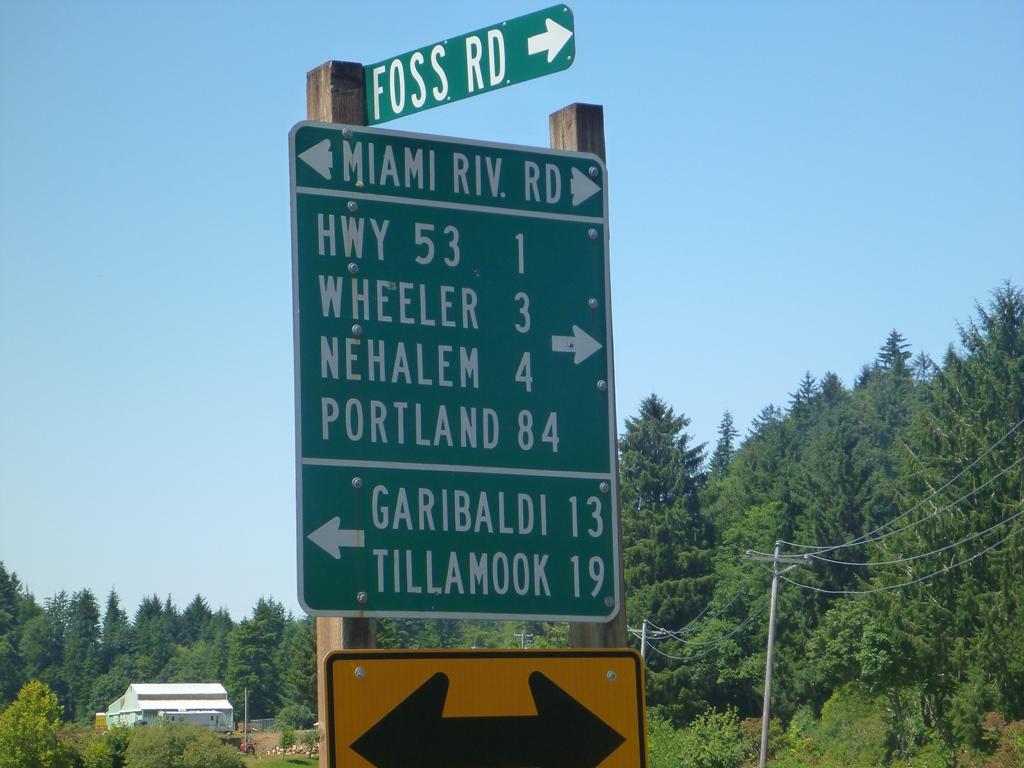 FOSS. RD.
MIAMI RIV. RD
HWY 53 1
WHEELER 3
NEHALEM 4
PORTLAND 84
GARIBALDI 13
TILLAMOOK 19